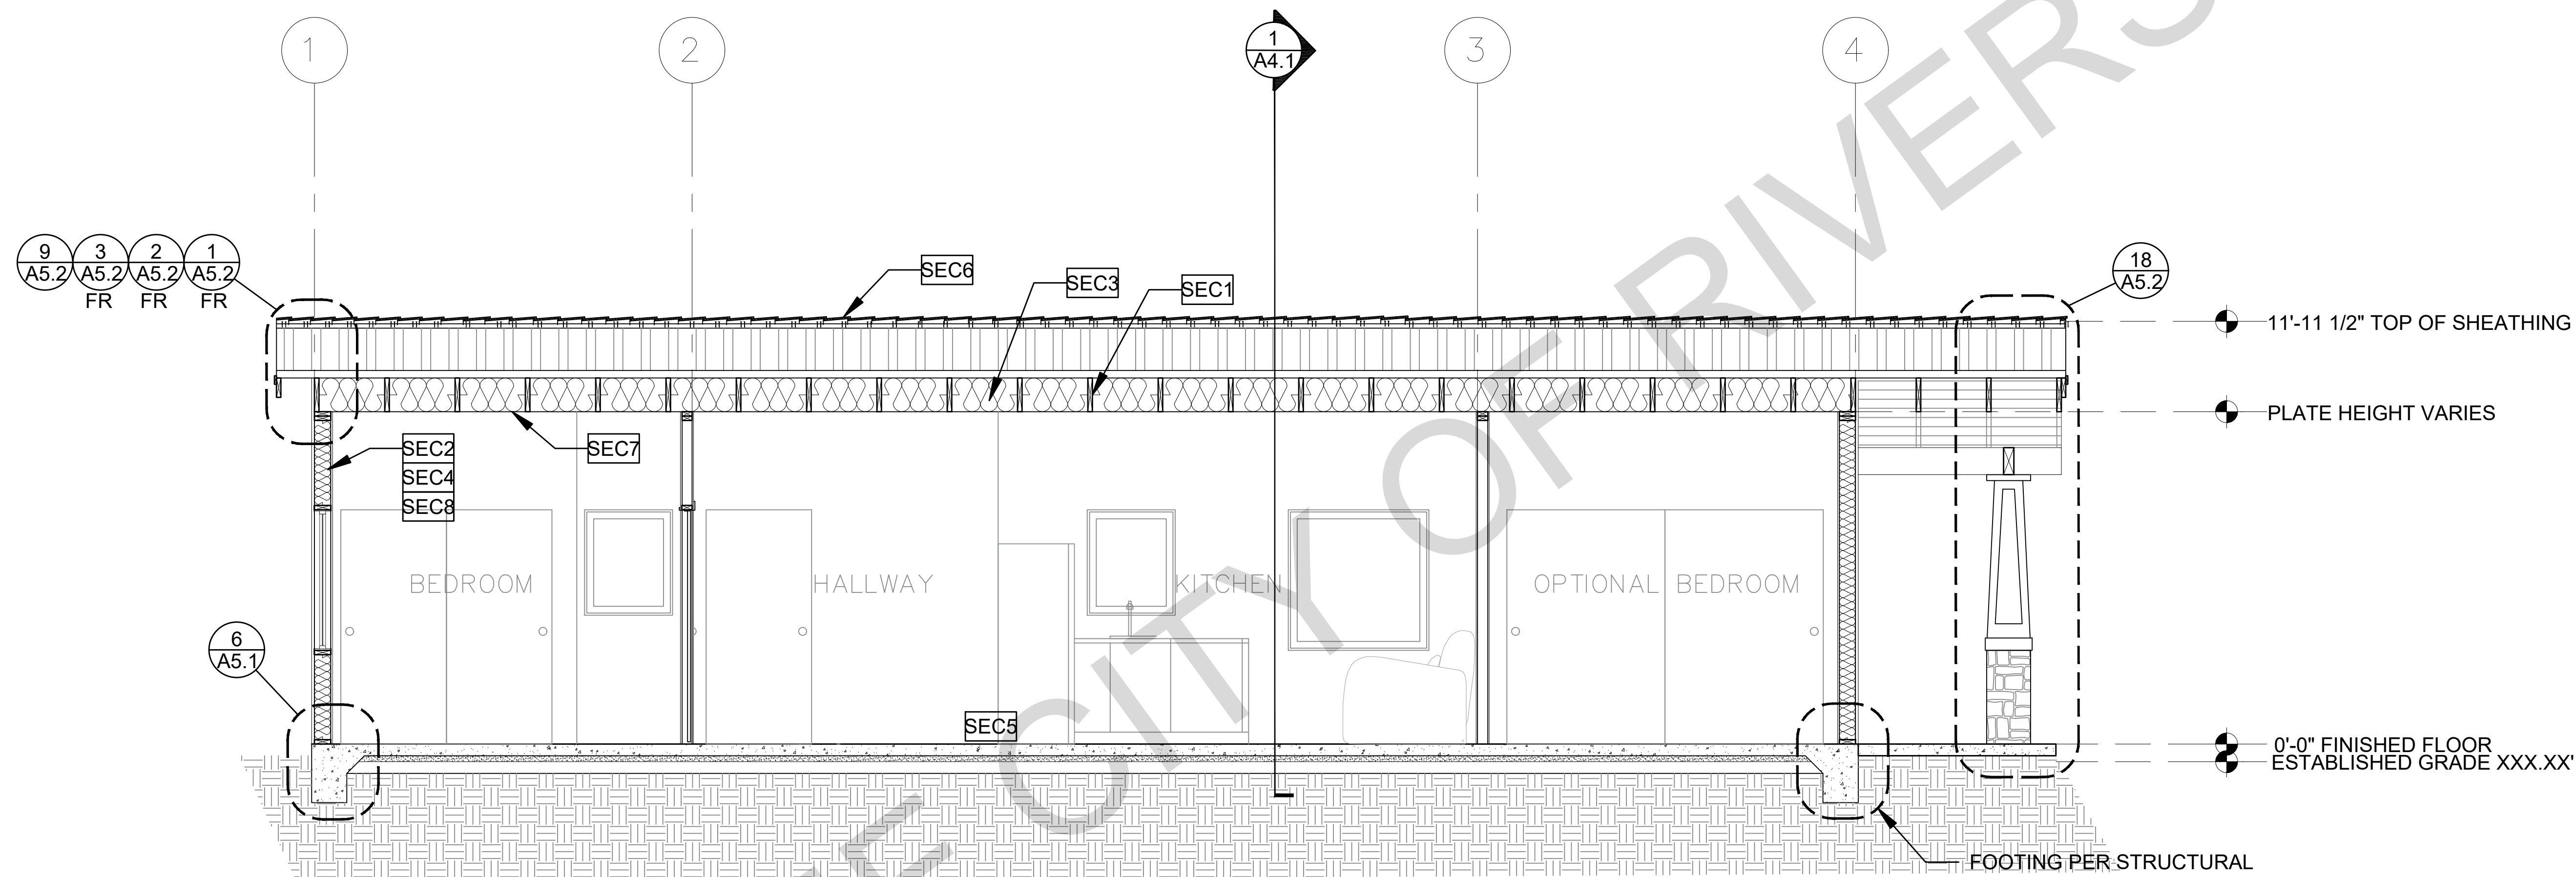 1
2
1
A4.1
3
4
9
A5.2
3
A5.2
FR
2
A5.2
FR
1
A5.2
FR
SEC6
SEC3
SEC1
18
A5.2
11'-11 1/2" TOP OF SHEATHING
PLATE HEIGHT VARIES
SEC2
SEC4
SEC8
SEC7
BEDROOM
HALLWAY
KITCHEN
OPTIONAL BEDROOM
6
A5.1
SEC5
0'-0" FINISHED FLOOR
ESTABLISHED GRADE XXX.XX'
FOOTING PER STRUCTURAL
CITY OF